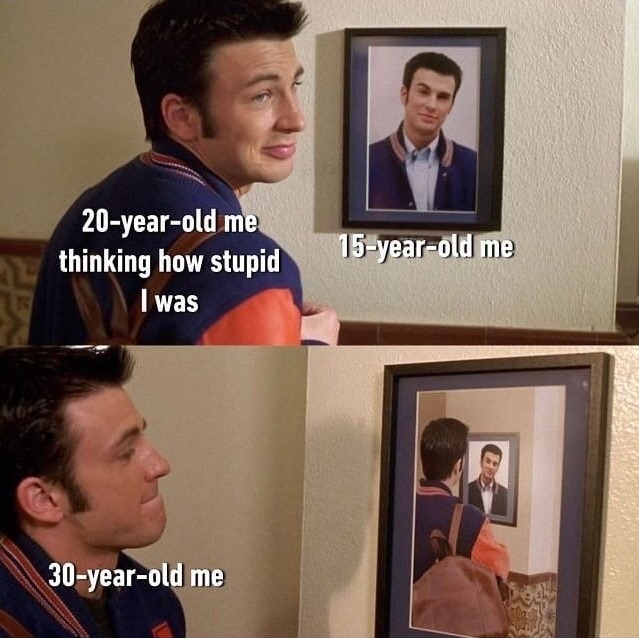 20-year-old me
thinking how stupid
I was
15-year-old me
30-year-old me